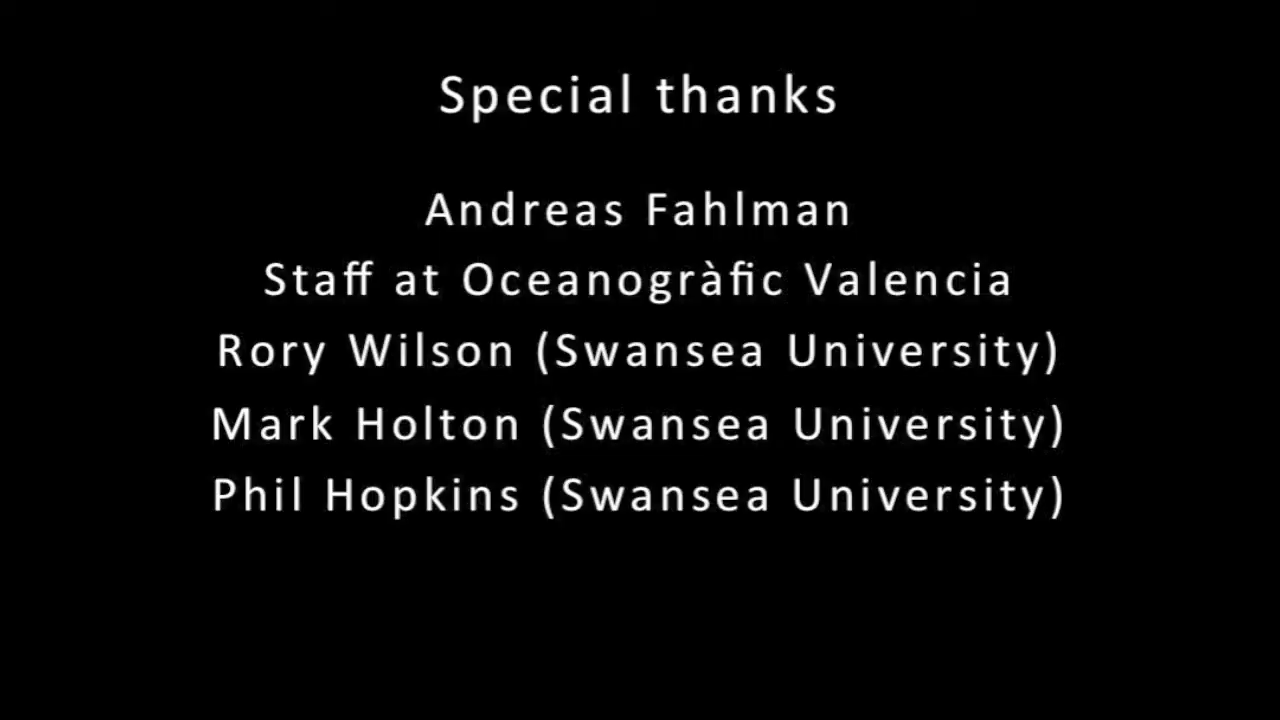 Special thanks
Andreas Fahlman
Staff at Oceanogràfic Valencia
Rory Wilson (Swansea University)
Mark Holton (Swansea University)
Phil Hopkins (Swansea University)